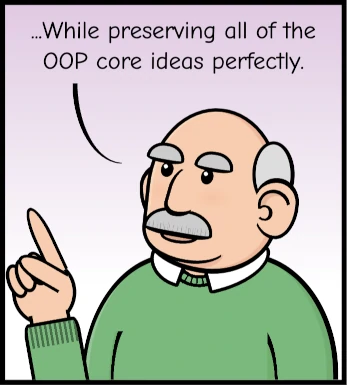 ...While preserving all of the
OOP core ideas perfectly.